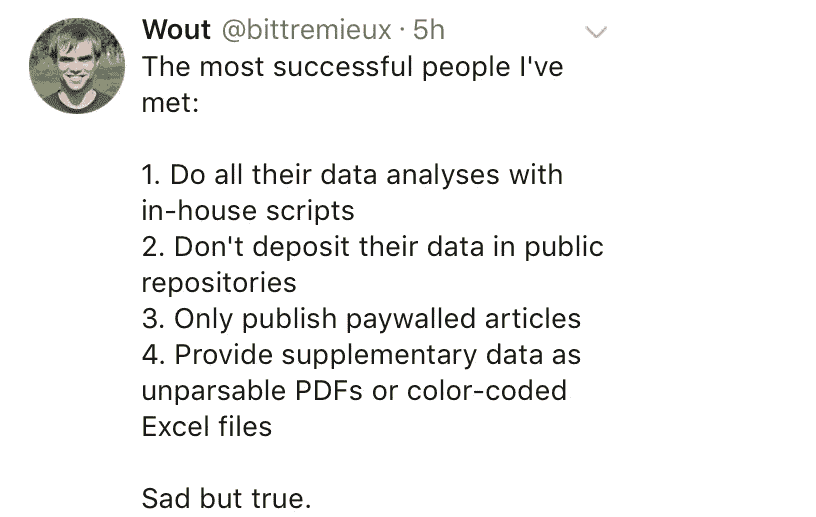 Wout @bittremieux · 5h
The most successful people I've
met:
1. Do all their data analyses with
in-house scripts
2. Don't deposit their data in public
repositories
3. Only publish paywalled articles
4. Provide supplementary data as
unparsable PDFs or color-coded
Excel files
Sad but true.